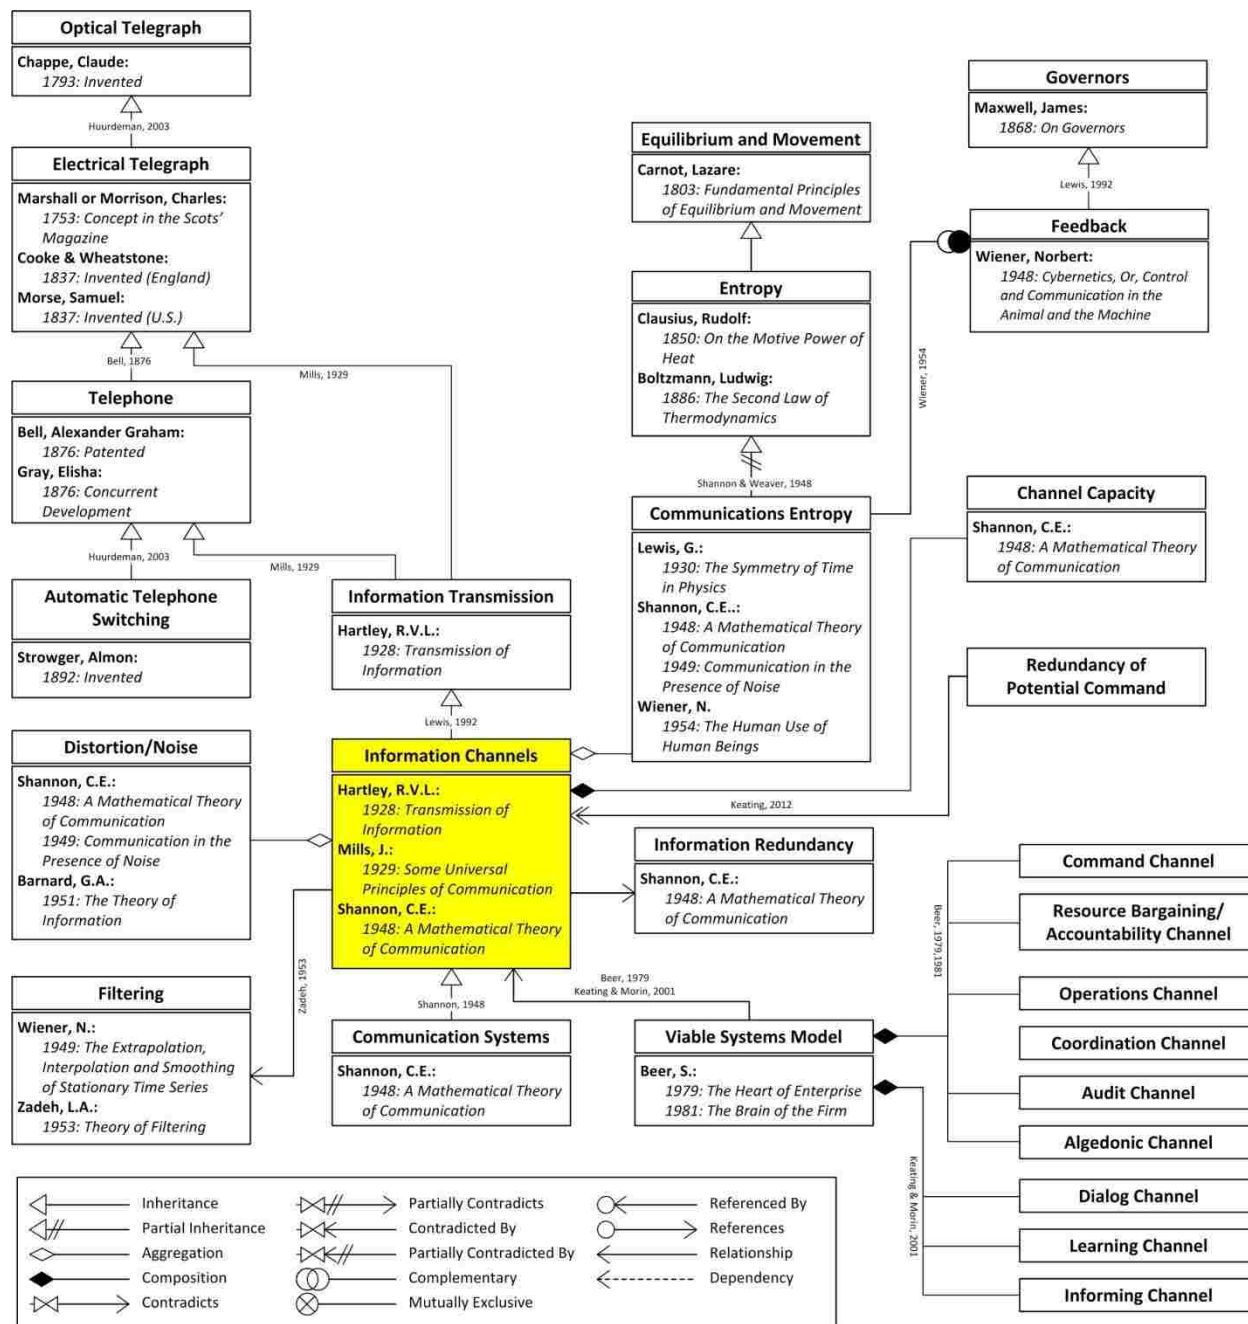 Optical Telegraph
Chappe, Claude:
1793: Invented
Huurdeman, 2003
Electrical Telegraph
Marshall or Morrison, Charles:
1753: Concept in the Scots'
Magazine
Cooke & Wheatstone:
1837: Invented (England)
Morse, Samuel:
1837: Invented (U.S.)
Bell, 1876
Mills, 1929
Telephone
Bell, Alexander Graham:
1876: Patented
Gray, Elisha:
1876: Concurrent
Development
Huurdeman, 2003
Mills, 1929
Automatic Telephone
Switching
Strowger, Almon:
1892: Invented
Information Transmission
Hartley, R.V.L.:
1928: Transmission of
Information
Lewis, 1992
Equilibrium and Movement
Carnot, Lazare:
1803: Fundamental Principles
of Equilibrium and Movement
Entropy
Clausius, Rudolf:
1850: On the Motive Power of
Heat
Boltzmann, Ludwig:
1886: The Second Law of
Thermodynamics
Shannon & Weaver, 1948
Communications Entropy
Lewis, G.:
1930: The Symmetry of Time
in Physics
Shannon, C.E..:
1948: A Mathematical Theory
of Communication
1949: Communication in the
Presence of Noise
Wiener, N.
1954: The Human Use of
Human Beings
Governors
Maxwell, James:
1868: On Governors
Lewis, 1992
Feedback
Wiener, Norbert:
1948: Cybernetics, Or, Control
and Communication in the
Animal and the Machine
Wiener, 1954
Channel Capacity
Shannon, C.E.:
1948: A Mathematical Theory
of Communication
Redundancy of
Potential Command
Keating, 2012
Distortion/Noise
Shannon, C.E.:
1948: A Mathematical Theory
of Communication
1949: Communication in the
Presence of Noise
Barnard, G.A.:
1951: The Theory of
Information
Information Channels
Hartley, R.V.L.:
1928: Transmission of
Information
Mills, J.:
1929: Some Universal
Principles of Communication
Shannon, C.E.:
1948: A Mathematical Theory
of Communication
Information Redundancy
Shannon, C.E.:
1948: A Mathematical Theory
of Communication
Zadeh, 1953
Filtering
Wiener, N.:
1949: The Extrapolation,
Interpolation and Smoothing
of Stationary Time Series
Zadeh, L.A.:
1953: Theory of Filtering
Shannon, 1948
Communication Systems
Shannon, C.E.:
1948: A Mathematical Theory
of Communication
Beer, 1979
Keating & Morin, 2001
Viable Systems Model
Beer, S.:
1979: The Heart of Enterprise
1981: The Brain of the Firm
Beer, 1979,1981
Command Channel
Resource Bargaining/
Accountability Channel
Operations Channel
Coordination Channel
Audit Channel
Algedonic Channel
Keating & Morin, 2001
Dialog Channel
Learning Channel
Informing Channel
Inheritance
Partial Inheritance
Aggregation
Composition
Contradicts
Partially Contradicts
Contradicted By
Partially Contradicted By
Complementary
Mutually Exclusive
Referenced By
References
Relationship
Dependency